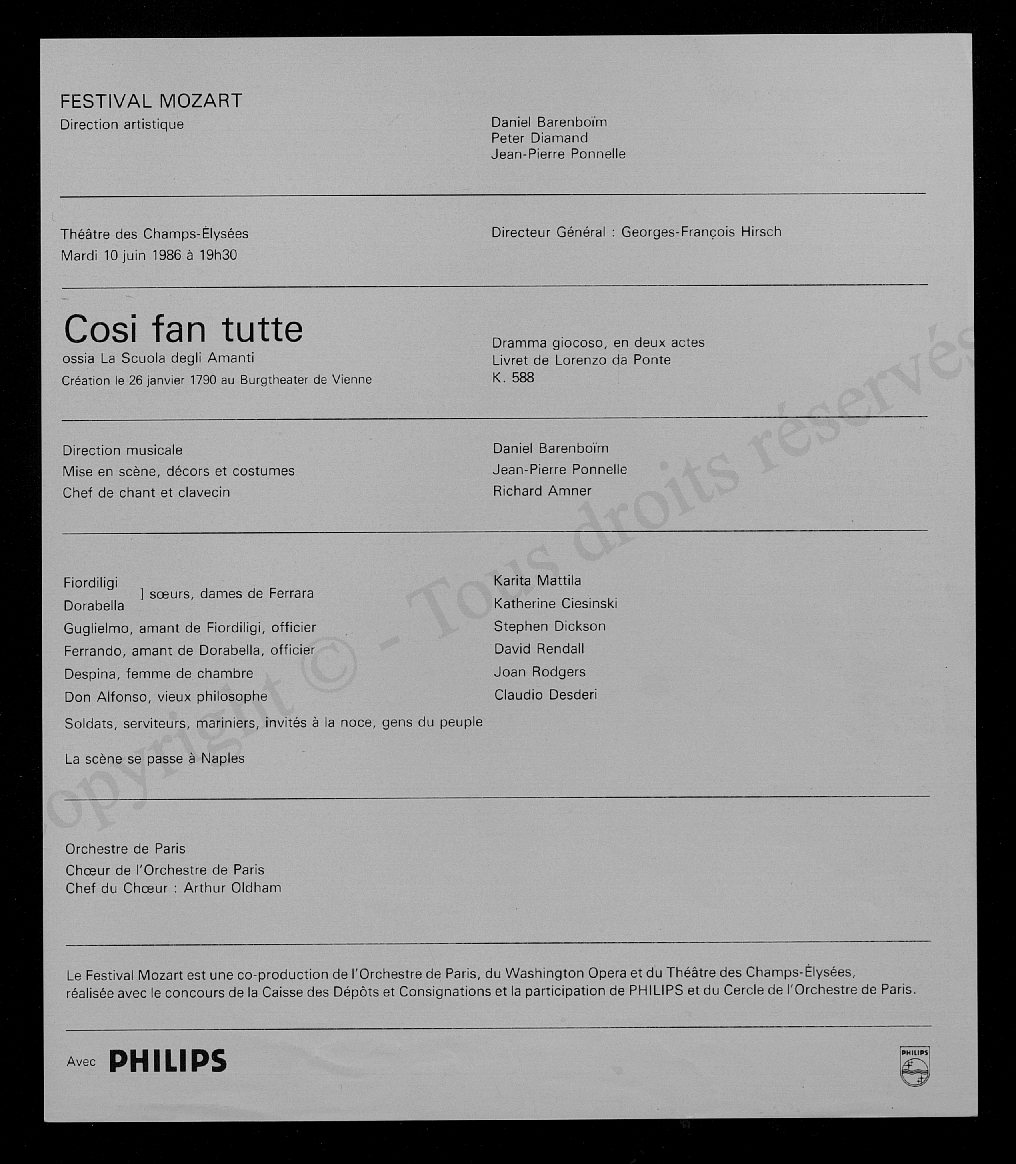 FESTIVAL MOZART
Direction artistique
Daniel Barenboïm
Peter Diamand
Jean-Pierre Ponnelle
Théâtre des Champs-Élysées
Mardi 10 juin 1986 à 19h30
Directeur Général : Georges-François Hirsch
Cosi fan tutte
ossia La Scuola degli Amanti
Création le 26 janvier 1790 au Burgtheater de Vienne
Dramma giocoso, en deux actes
Livret de Lorenzo da Ponte
K. 588
Direction musicale Daniel Barenboïm
Mise en scène, décors et costumes Jean-Pierre Ponnelle
Chef de chant et clavecin Richard Amner
Fiordiligi Karita Mattila
] sœurs, dames de Ferrara
Dorabella Katherine Ciesinski
Guglielmo, amant de Fiordiligi, officier Stephen Dickson
Ferrando, amant de Dorabella, officier David Rendall
Despina, femme de chambre Joan Rodgers
Don Alfonso, vieux philosophe Claudio Desderi
Soldats, serviteurs, mariniers, invités à la noce, gens du peuple
La scène se passe à Naples
Orchestre de Paris
Chœur de l'Orchestre de Paris
Chef du Chœur : Arthur Oldham
Le Festival Mozart est une co-production de l'Orchestre de Paris, du Washington Opera et du Théâtre des Champs-Élysées,
réalisée avec le concours de la Caisse des Dépôts et Consignations et la participation de PHILIPS et du Cercle de l'Orchestre de Paris.
Avec PHILIPS
PHILIPS
opyright © - Tous droits réservés